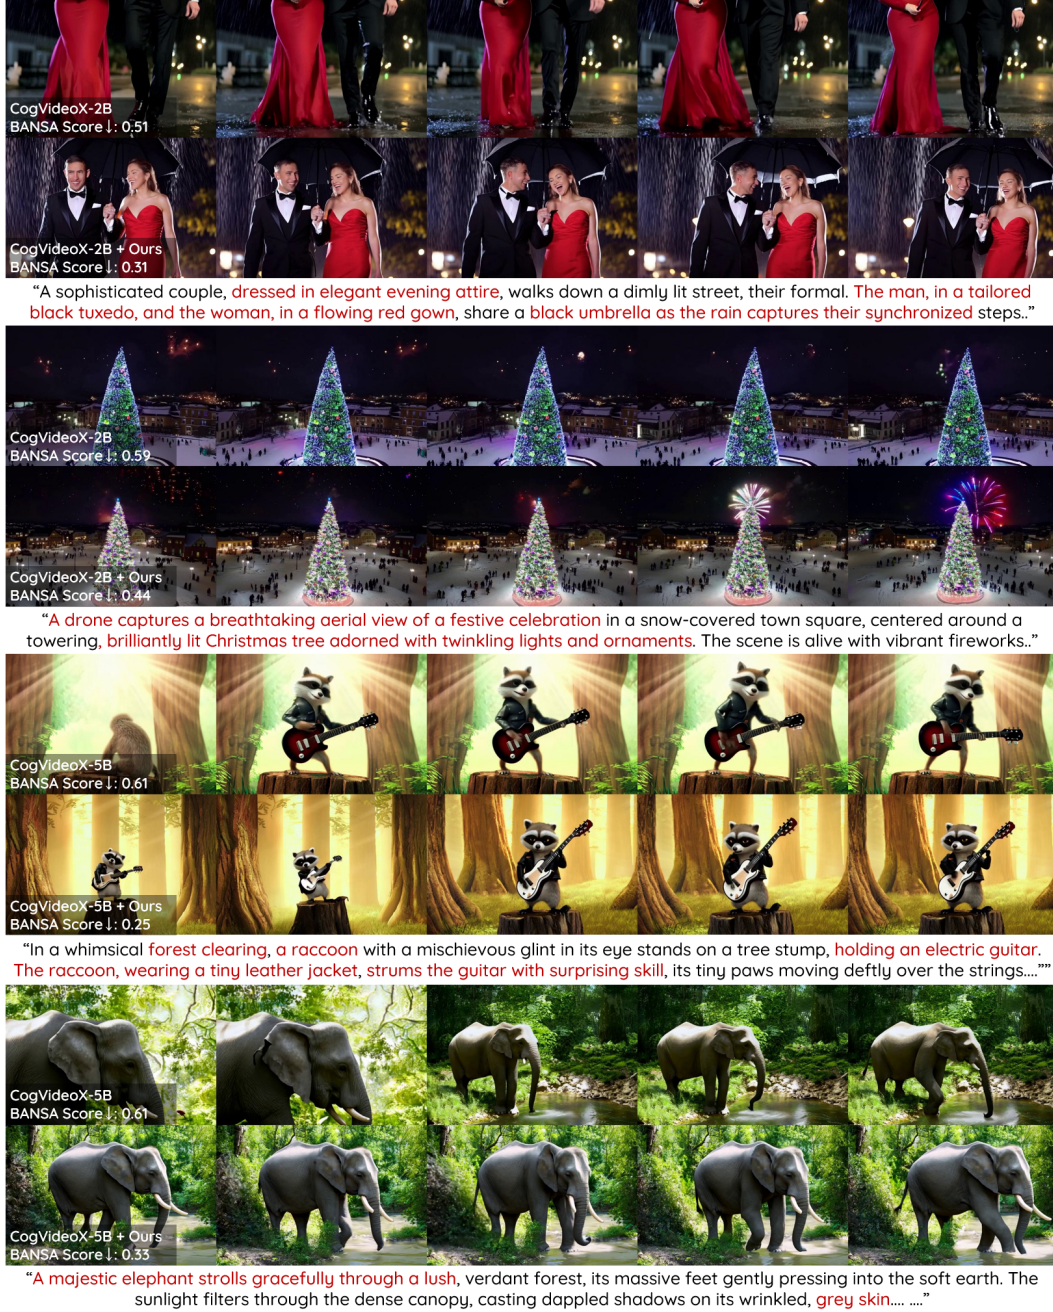 CogVideoX-2B
BANSA Score↓: 0.51
CogVideoX-2B + Ours
BANSA Score↓: 0.31
“A sophisticated couple, dressed in elegant evening attire, walks down a dimly lit street, their formal. The man, in a tailored
black tuxedo, and the woman, in a flowing red gown, share a black umbrella as the rain captures their synchronized steps..”
CogVideoX-2B
BANSA Score↓: 0.59
CogVideoX-2B + Ours
BANSA Score↓: 0.44
“A drone captures a breathtaking aerial view of a festive celebration in a snow-covered town square, centered around a
towering, brilliantly lit Christmas tree adorned with twinkling lights and ornaments. The scene is alive with vibrant fireworks..”
CogVideoX-5B
BANSA Score↓: 0.61
CogVideoX-5B + Ours
BANSA Score↓: 0.25
“In a whimsical forest clearing, a raccoon with a mischievous glint in its eye stands on a tree stump, holding an electric guitar.
The raccoon, wearing a tiny leather jacket, strums the guitar with surprising skill, its tiny paws moving deftly over the strings....””
CogVideoX-5B
BANSA Score↓: 0.61
CogVideoX-5B + Ours
BANSA Score↓: 0.33
“A majestic elephant strolls gracefully through a lush, verdant forest, its massive feet gently pressing into the soft earth. The
sunlight filters through the dense canopy, casting dappled shadows on its wrinkled, grey skin.... ....”